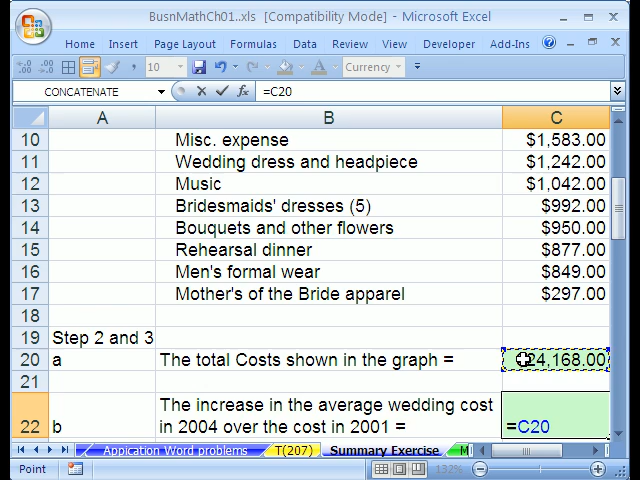 BusnMathCh01..xls [Compatibility Mode] - Microsoft Excel
Home Insert Page Layout Formulas Data Review View Developer Add-Ins
10 Currency
CONCATENATE =C20
A B C
10 Misc. expense $1,583.00
11 Wedding dress and headpiece $1,242.00
12 Music $1,042.00
13 Bridesmaids' dresses (5) $992.00
14 Bouquets and other flowers $950.00
15 Rehearsal dinner $877.00
16 Men's formal wear $849.00
17 Mother's of the Bride apparel $297.00
18
19 Step 2 and 3
20 a The total Costs shown in the graph = 24,168.00
21
The increase in the average wedding cost
22 b in 2004 over the cost in 2001 = =C20
Appication Word problems T(207) Summary Exercise M
Point 132%